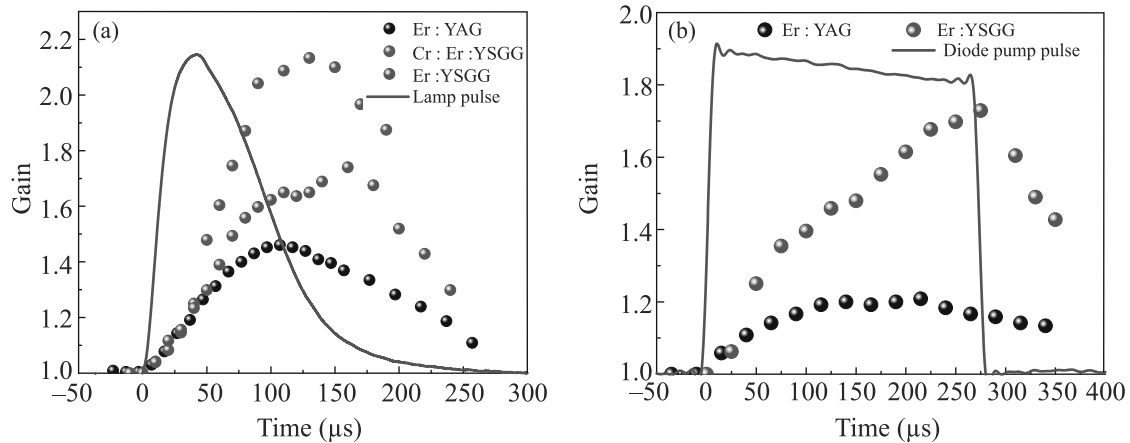 (a)
Er : YAG
Cr : Er :YSGG
Er :YSGG
Lamp pulse
Gain
2.2
2.0
1.8
1.6
1.4
1.2
1.0
–50 0 50 100 150 200 250 300
Time (µs)
(b)
Er : YAG Er :YSGG
Diode pump pulse
Gain
2.0
1.8
1.6
1.4
1.2
1.0
–50 0 50 100 150 200 250 300 350 400
Time (µs)